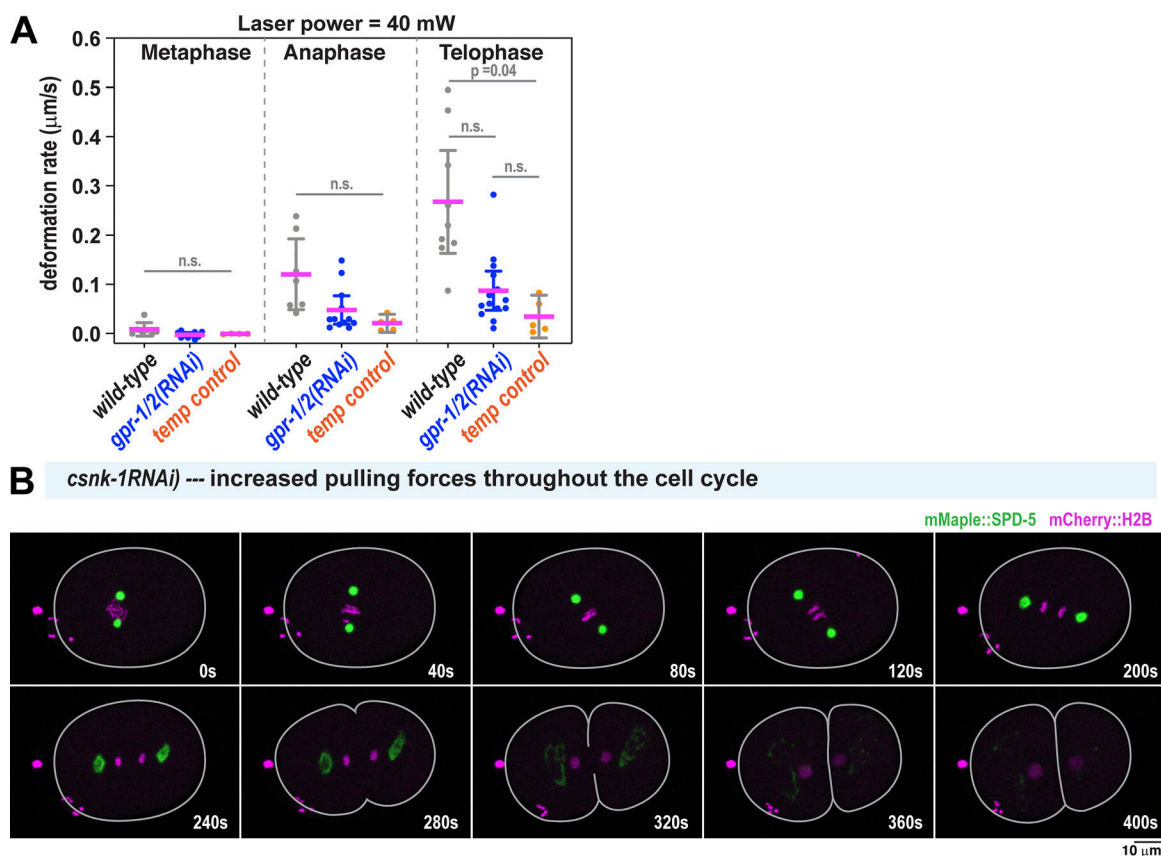 A
Laser power = 40 mW
Metaphase Anaphase Telophase
deformation rate (μm/s)
0.6
0.5
0.4
0.3
0.2
0.1
0.0
n.s.
n.s.
p =0.04
n.s.
n.s.
wild-type gpr-1/2(RNAi) temp control wild-type gpr-1/2(RNAi) temp control wild-type gpr-1/2(RNAi) temp control
B csnk-1RNAi) --- increased pulling forces throughout the cell cycle
mMaple::SPD-5 mCherry::H2B
0s 40s 80s 120s 200s
240s 280s 320s 360s 400s
10 μm